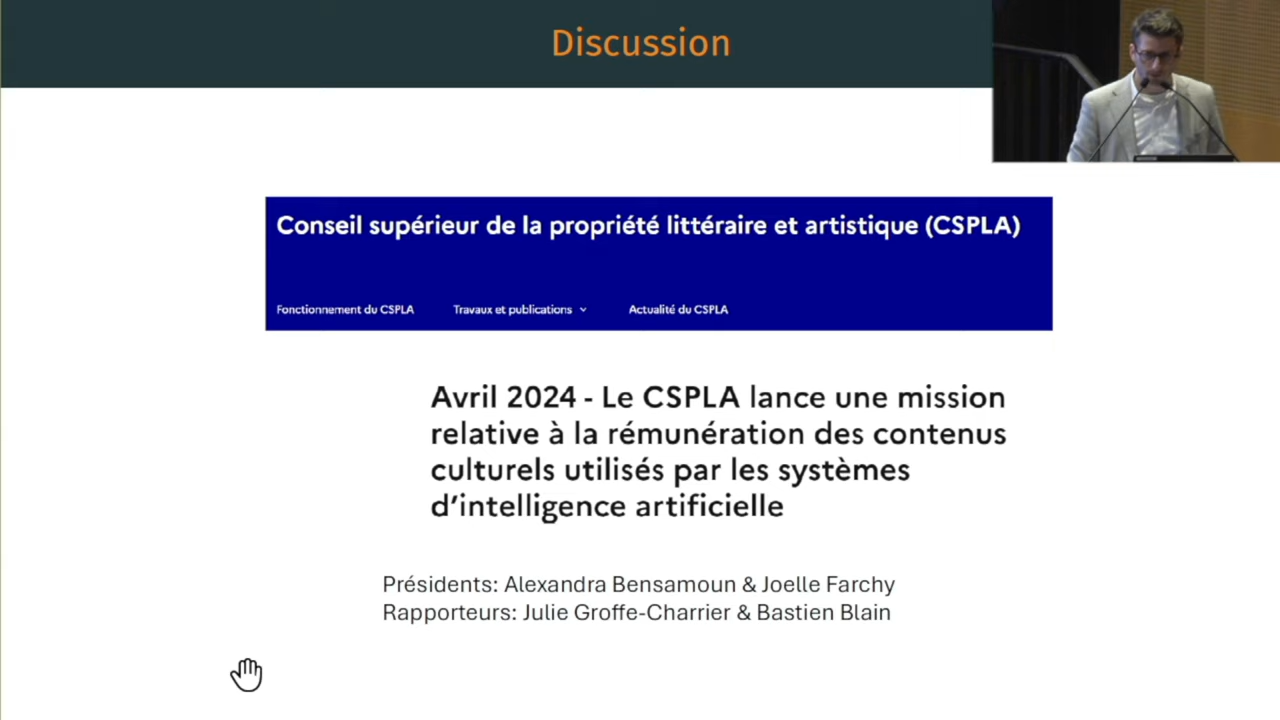 Discussion
Conseil supérieur de la propriété littéraire et artistique (CSPLA)
Fonctionnement du CSPLA Travaux et publications Actualité du CSPLA
Avril 2024 - Le CSPLA lance une mission
relative à la rémunération des contenus
culturels utilisés par les systèmes
d’intelligence artificielle
Présidents: Alexandra Bensamoun & Joelle Farchy
Rapporteurs: Julie Groffe-Charrier & Bastien Blain